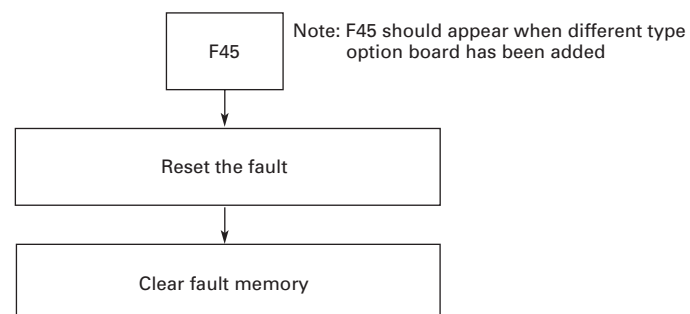 F45
Note: F45 should appear when different type
option board has been added
Reset the fault
Clear fault memory